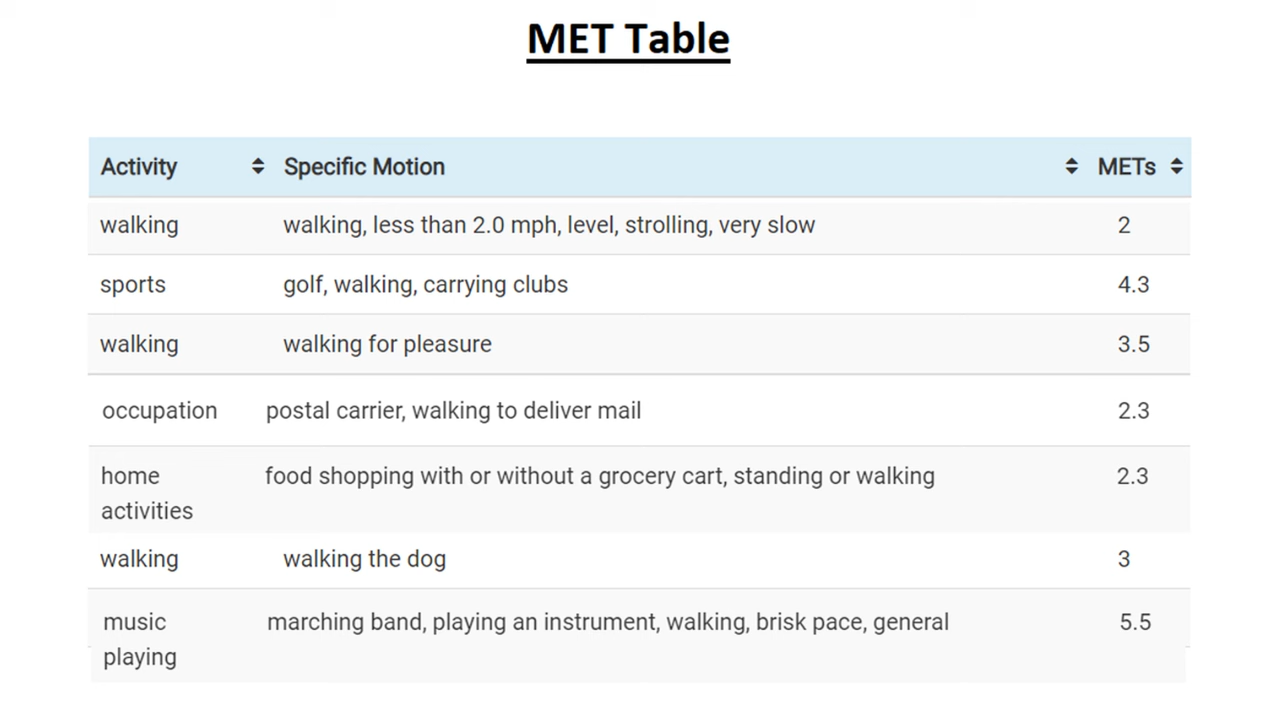 MET Table
Activity Specific Motion METs
walking walking, less than 2.0 mph, level, strolling, very slow 2
sports golf, walking, carrying clubs 4.3
walking walking for pleasure 3.5
occupation postal carrier, walking to deliver mail 2.3
home food shopping with or without a grocery cart, standing or walking 2.3
activities
walking walking the dog 3
music marching band, playing an instrument, walking, brisk pace, general 5.5
playing